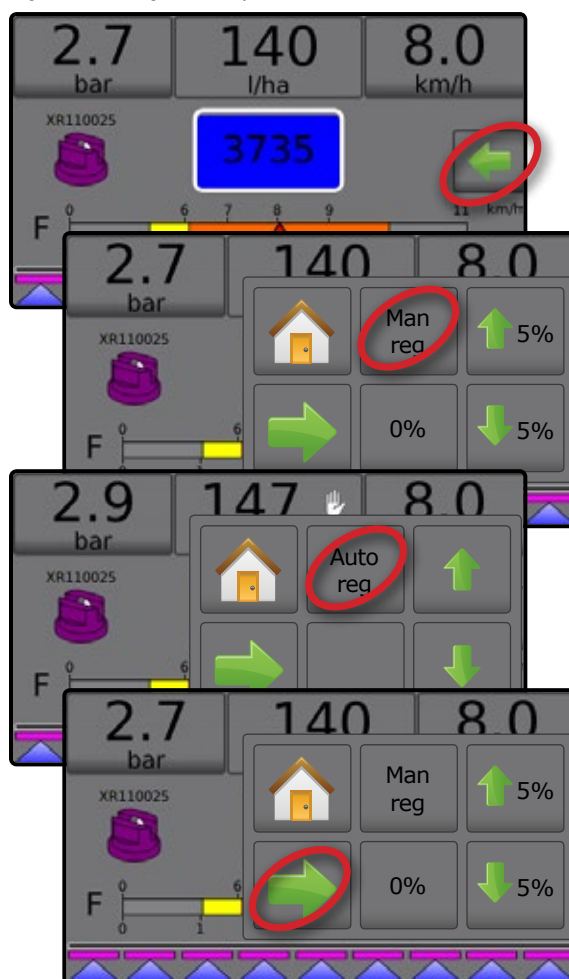 2.7 140 8.0
bar l/ha km/h
XR110025
3735
0 6 7 8 9 11 km/h
F
2.7 140 8.0
bar
Man
reg
5%
XR110025
0 6
F
0% 5%
2.9 147 8.0
bar
Auto
reg
XR110025
0 6
F
2.7 140 8.0
bar
Man
reg
5%
XR110025
0 6
F
0% 5%
0 1